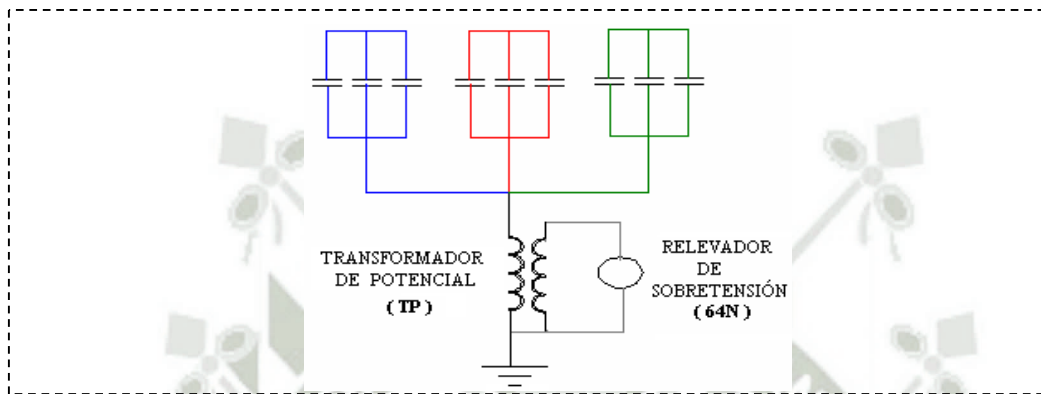 TRANSFORMADOR
DE POTENCIAL
( TP )
RELEVADOR
DE
SOBRETENSIÓN
( 64N )